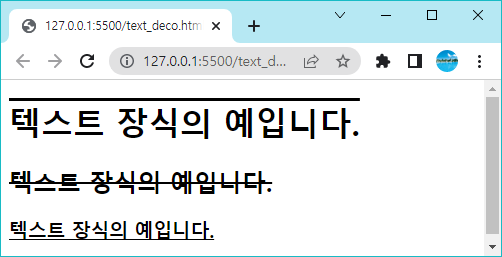 127.0.0.1:5500/text_deco.htm
127.0.0.1:5500/text_d...
텍스트 장식의 예입니다.
텍스트 장식의 예입니다.
텍스트 장식의 예입니다.